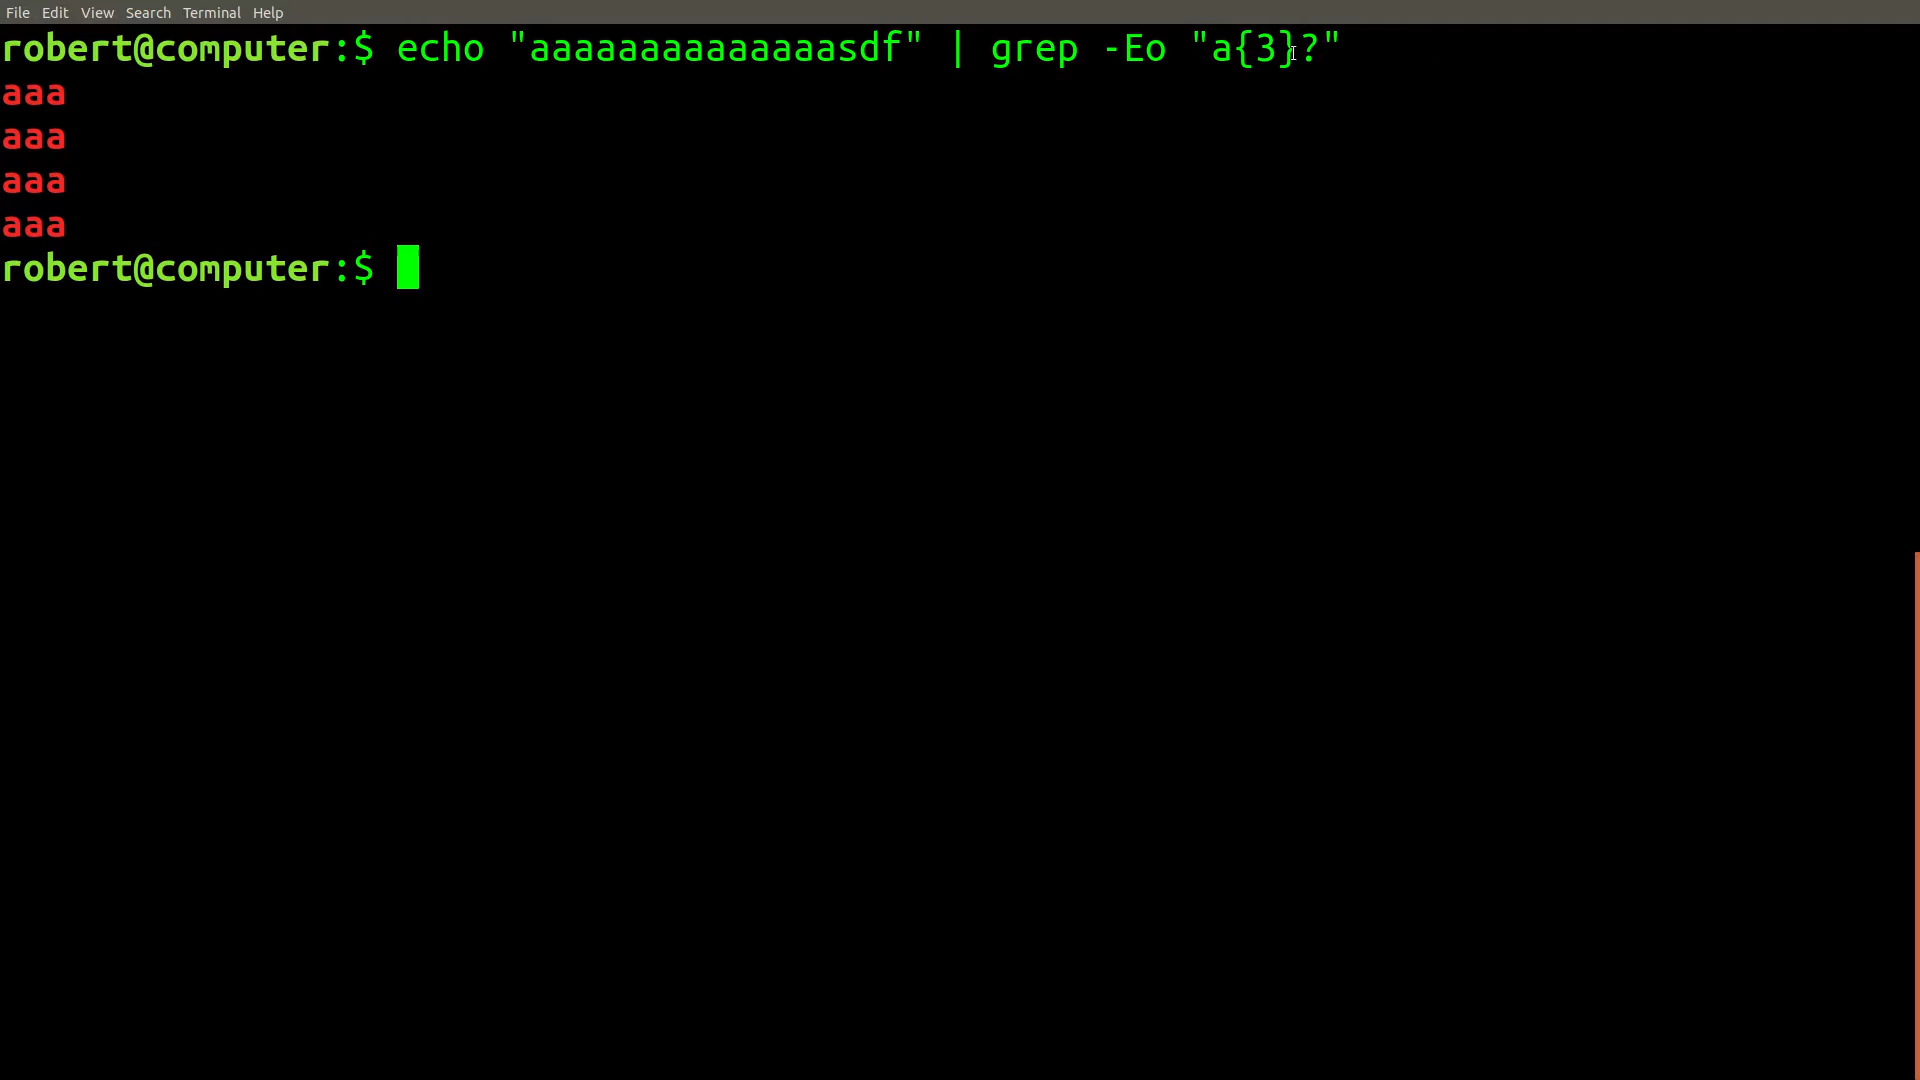 File Edit View Search Terminal Help
robert@computer:$ echo "aaaaaaaaaaaaaasdf" | grep -Eo "a{3}?"
aaa
aaa
aaa
aaa
robert@computer:$